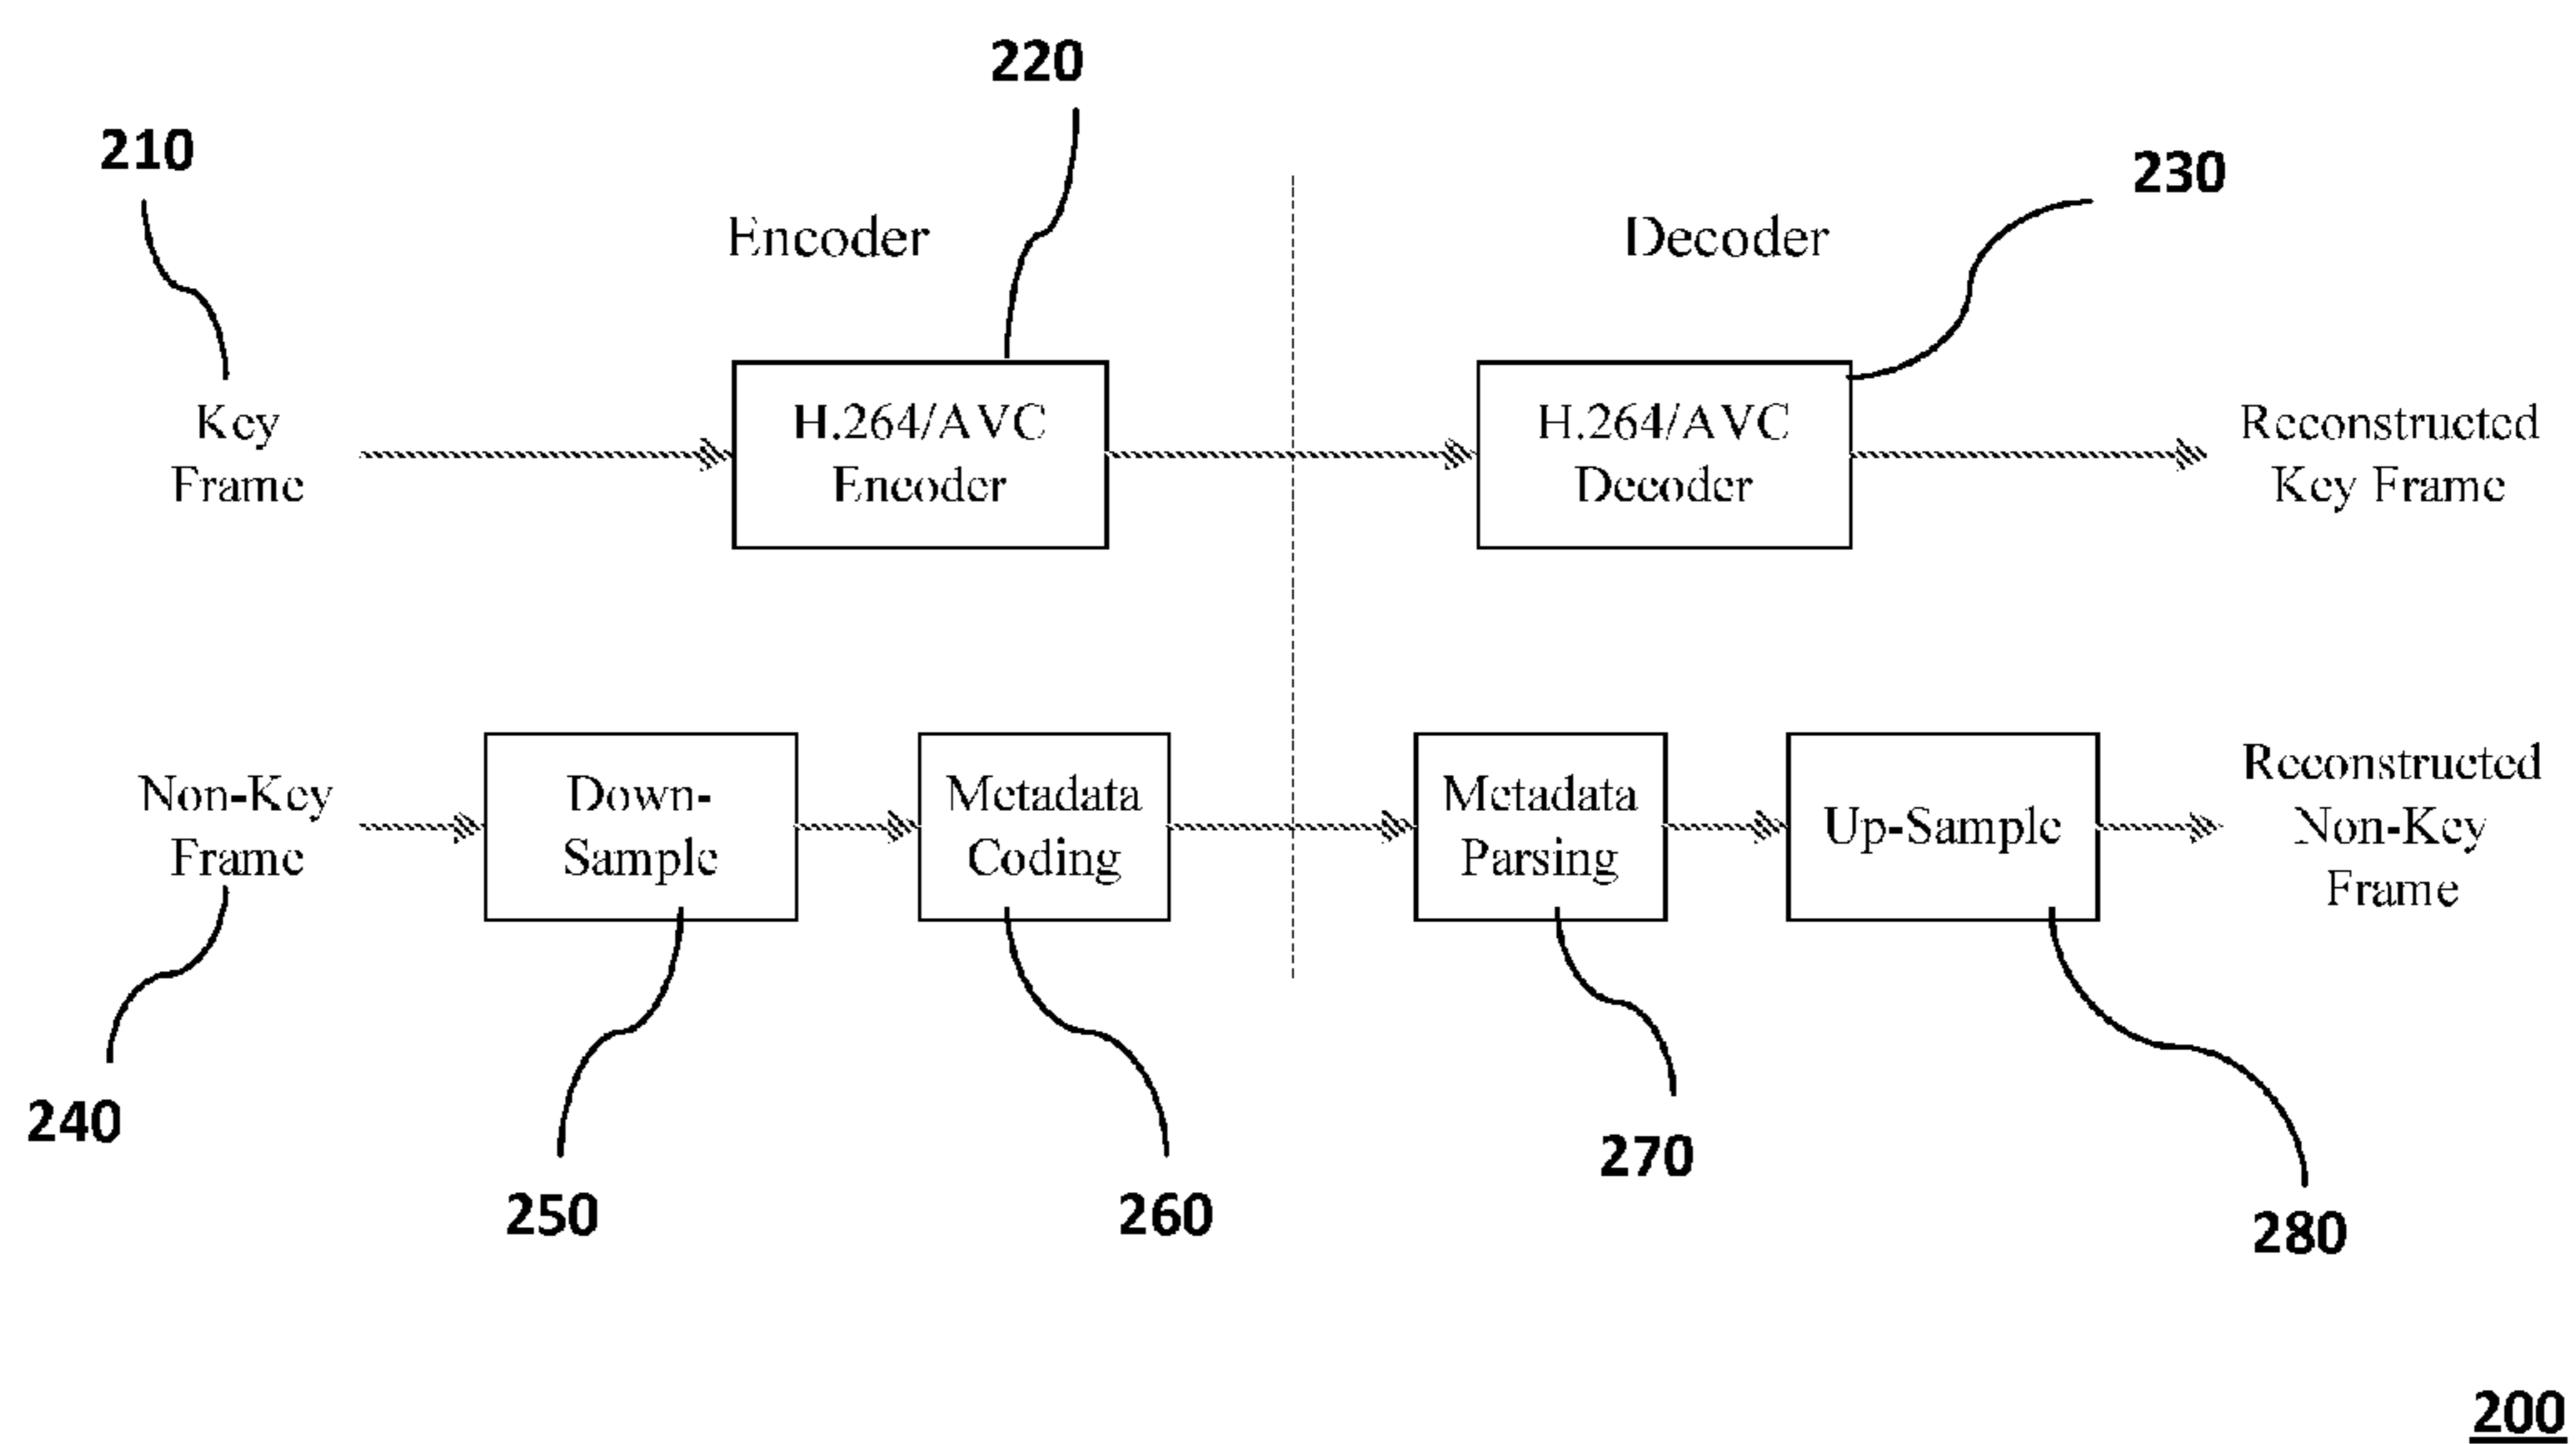 220
210
230
Encoder
Decoder
Key
Frame
H.264/AVC
Encoder
H.264/AVC
Decoder
Reconstructed
Key Frame
Non-Key
Frame
Down-
Sample
Metadata
Coding
Metadata
Parsing
Up-Sample
Reconstructed
Non-Key
Frame
240
250
260
270
280
200